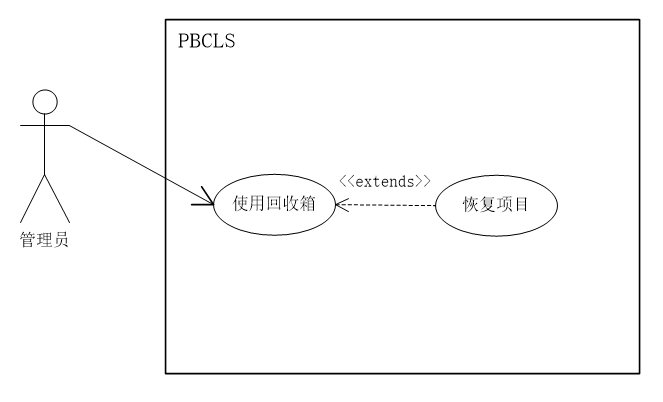 PBCLS
<<extends>>
使用回收箱
恢复项目
管理员